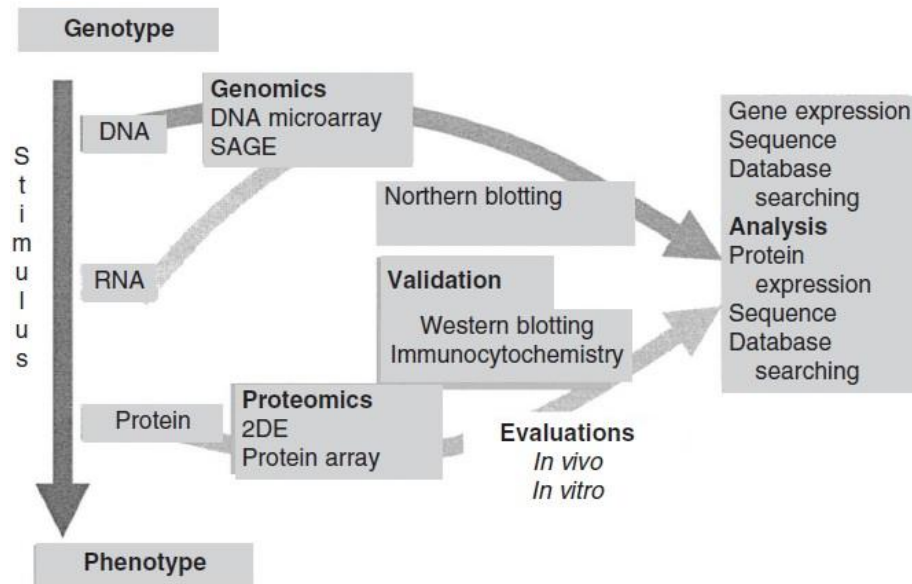 Genotype
Stimulus
DNA
Genomics
DNA microarray
SAGE
Northern blotting
RNA
Validation
Western blotting
Immunocytochemistry
Protein
Proteomics
2DE
Protein array
Evaluations
In vivo
In vitro
Gene expression
Sequence
Database
searching
Analysis
Protein
expression
Sequence
Database
searching
Phenotype